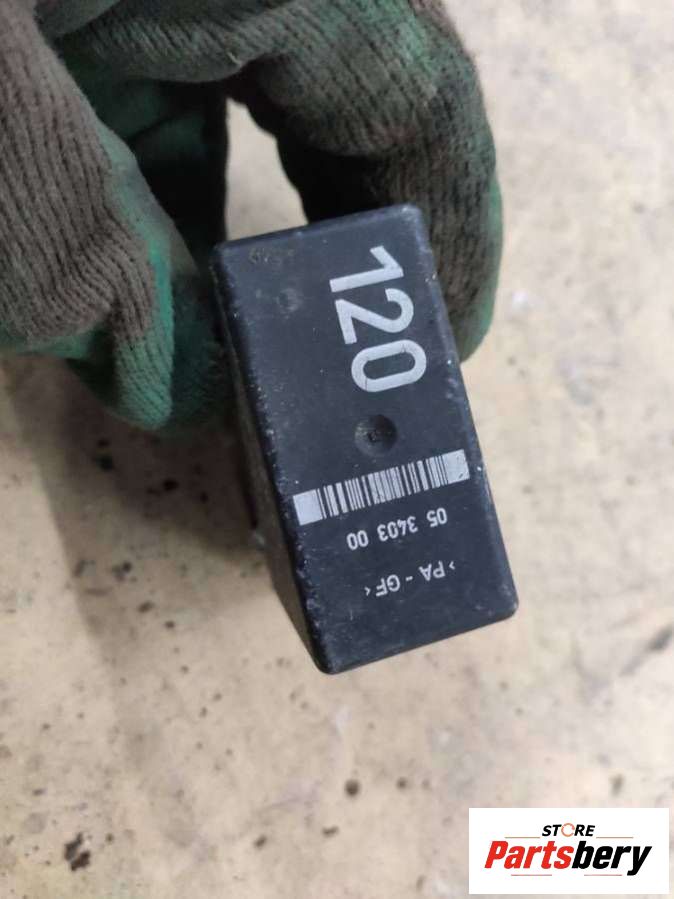 120
05 3403 00
>PA - GF<
STORE
Partsbery